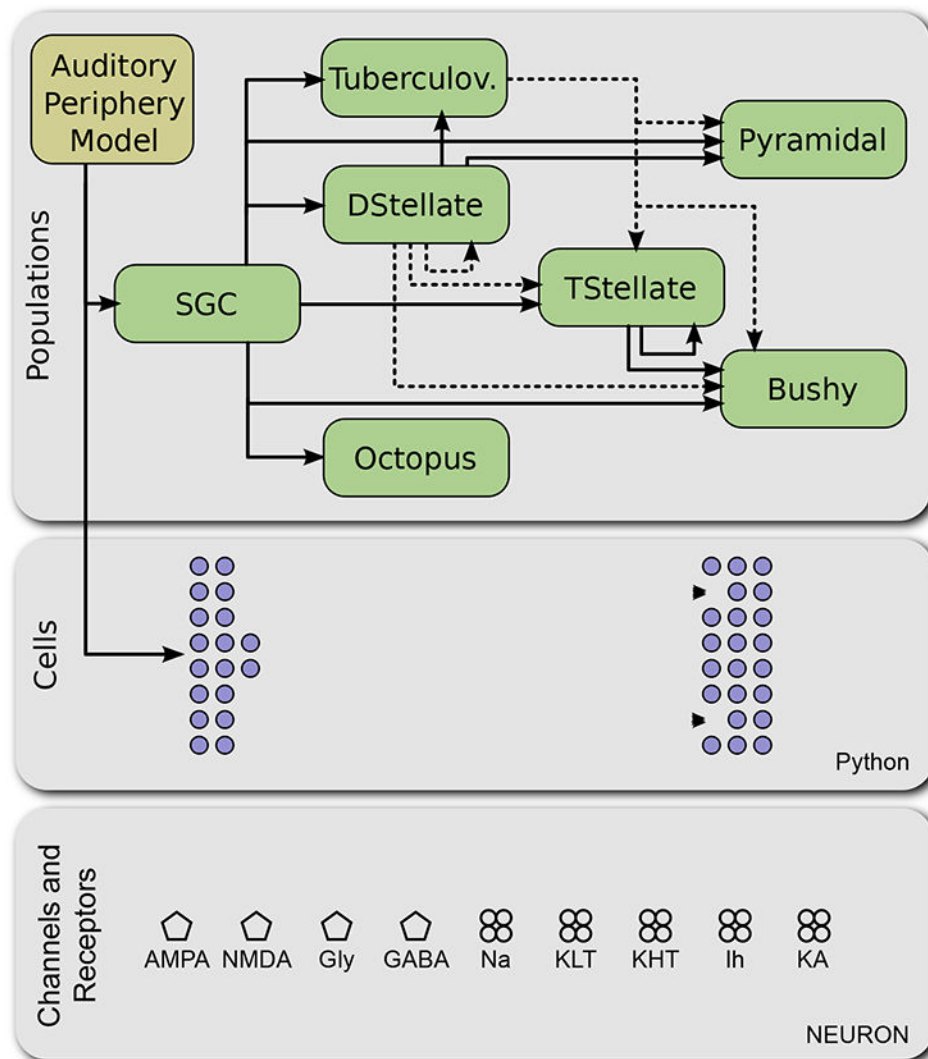 Auditory
Periphery
Model
Tuberculov.
Pyramidal
DStellate
SGC
TStellate
Bushy
Octopus
Populations
Cells
Python
Channels and
Receptors
AMPA NMDA Gly GABA Na KLT KHT Ih KA
NEURON